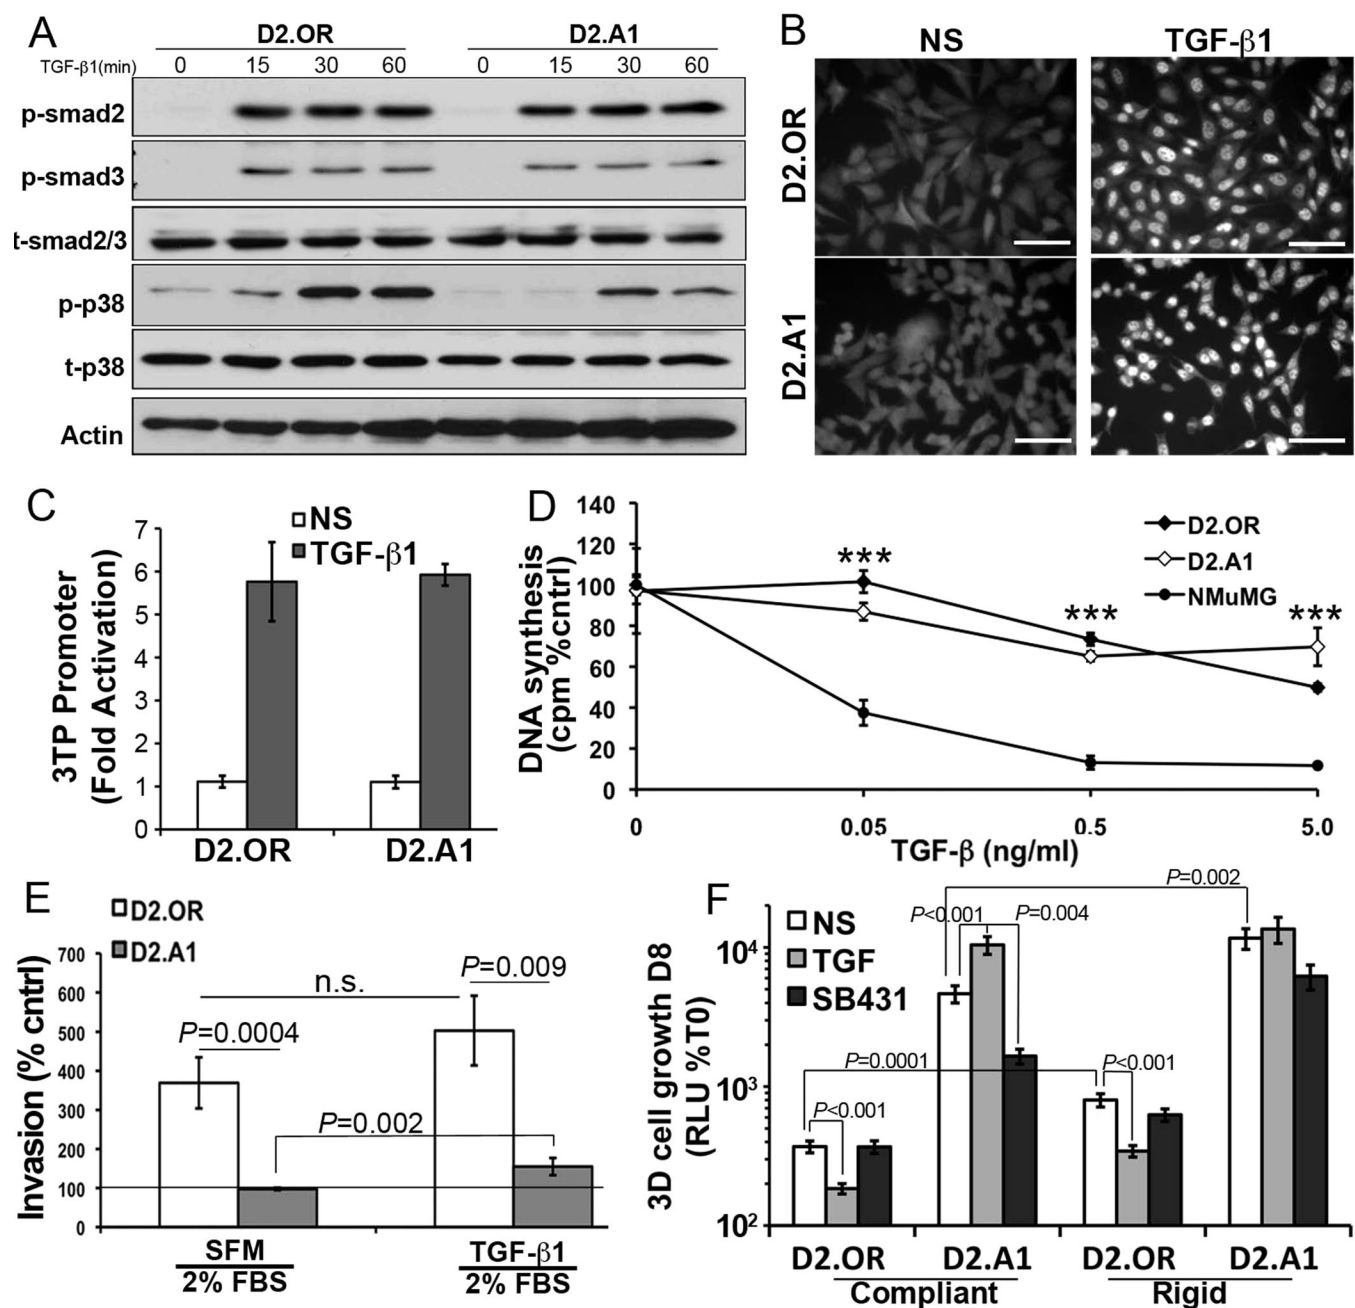 A
D2.OR D2.A1
TGF-β1(min) 0 15 30 60 0 15 30 60
p-smad2
p-smad3
t-smad2/3
p-p38
t-p38
Actin
B
NS TGF-β1
D2.OR
D2.A1
C
NS
TGF-β1
3TP Promoter
(Fold Activation)
7
6
5
4
3
2
1
0
D2.OR D2.A1
D
DNA synthesis
(cpm %cntrl)
140
120
100
80
60
40
20
0
D2.OR
D2.A1
NMuMG
*** *** ***
0 0.05 0.5 5.0
TGF-β (ng/ml)
E
D2.OR
D2.A1
Invasion (% cntrl)
700
600
500
400
300
200
100
0
n.s.
P=0.009
P=0.0004
P=0.002
SFM TGF-β1
2% FBS 2% FBS
F
NS
TGF
SB431
3D cell growth D8
(RLU %T0)
10^4
10^3
10^2
P=0.002
P<0.001 P=0.004
P=0.0001 P<0.001
P<0.001
D2.OR D2.A1 D2.OR D2.A1
Compliant Rigid